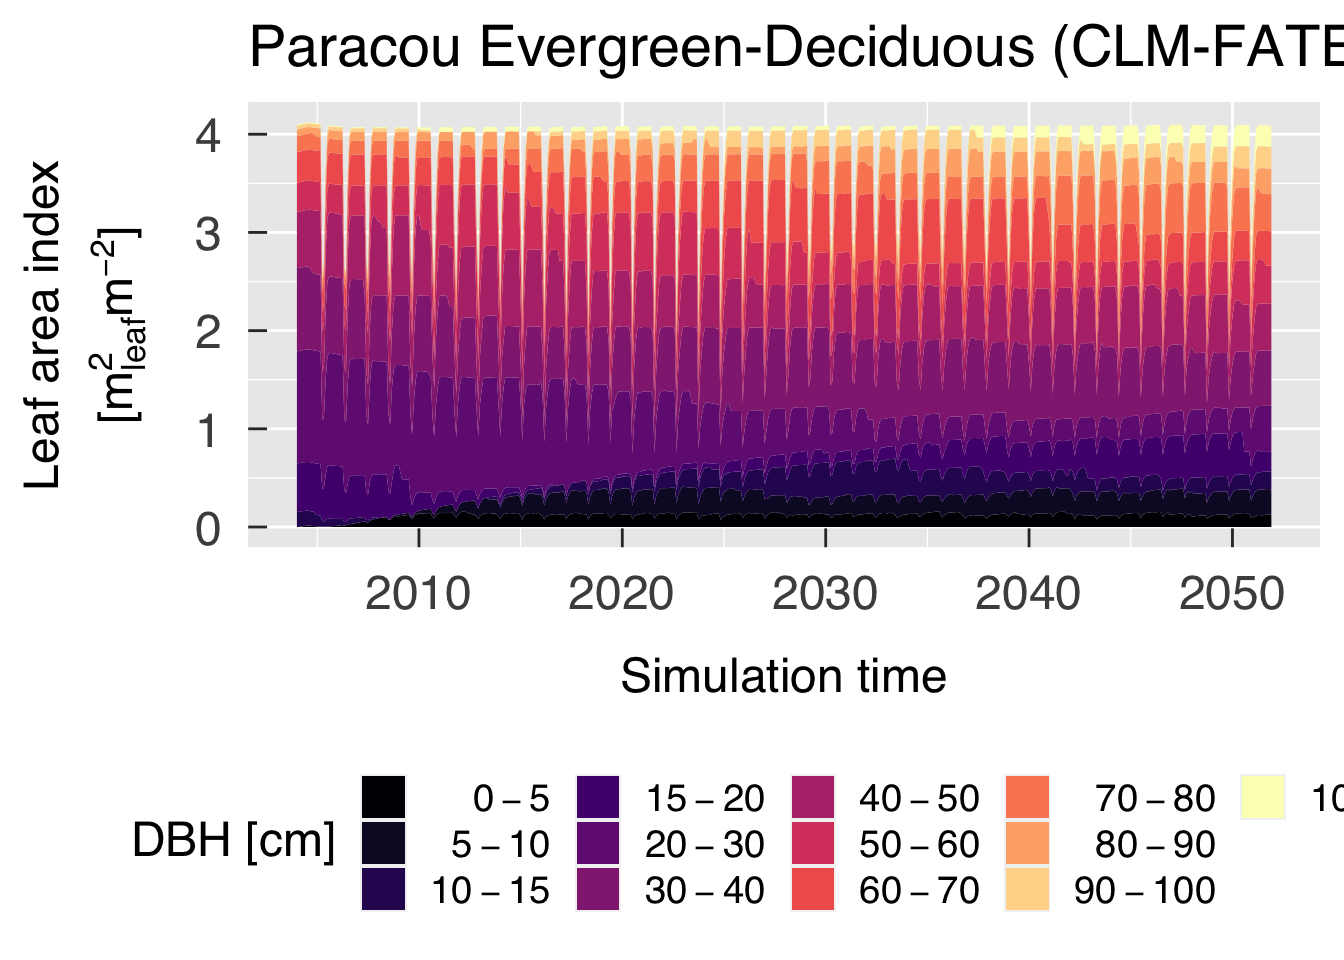 Paracou Evergreen-Deciduous (CLM-FATE
Leaf area index
[m²leaf m⁻²]
4
3
2
1
0
2010 2020 2030 2040 2050
Simulation time
DBH [cm]
0 – 5 15 – 20 40 – 50 70 – 80 10
5 – 10 20 – 30 50 – 60 80 – 90
10 – 15 30 – 40 60 – 70 90 – 100